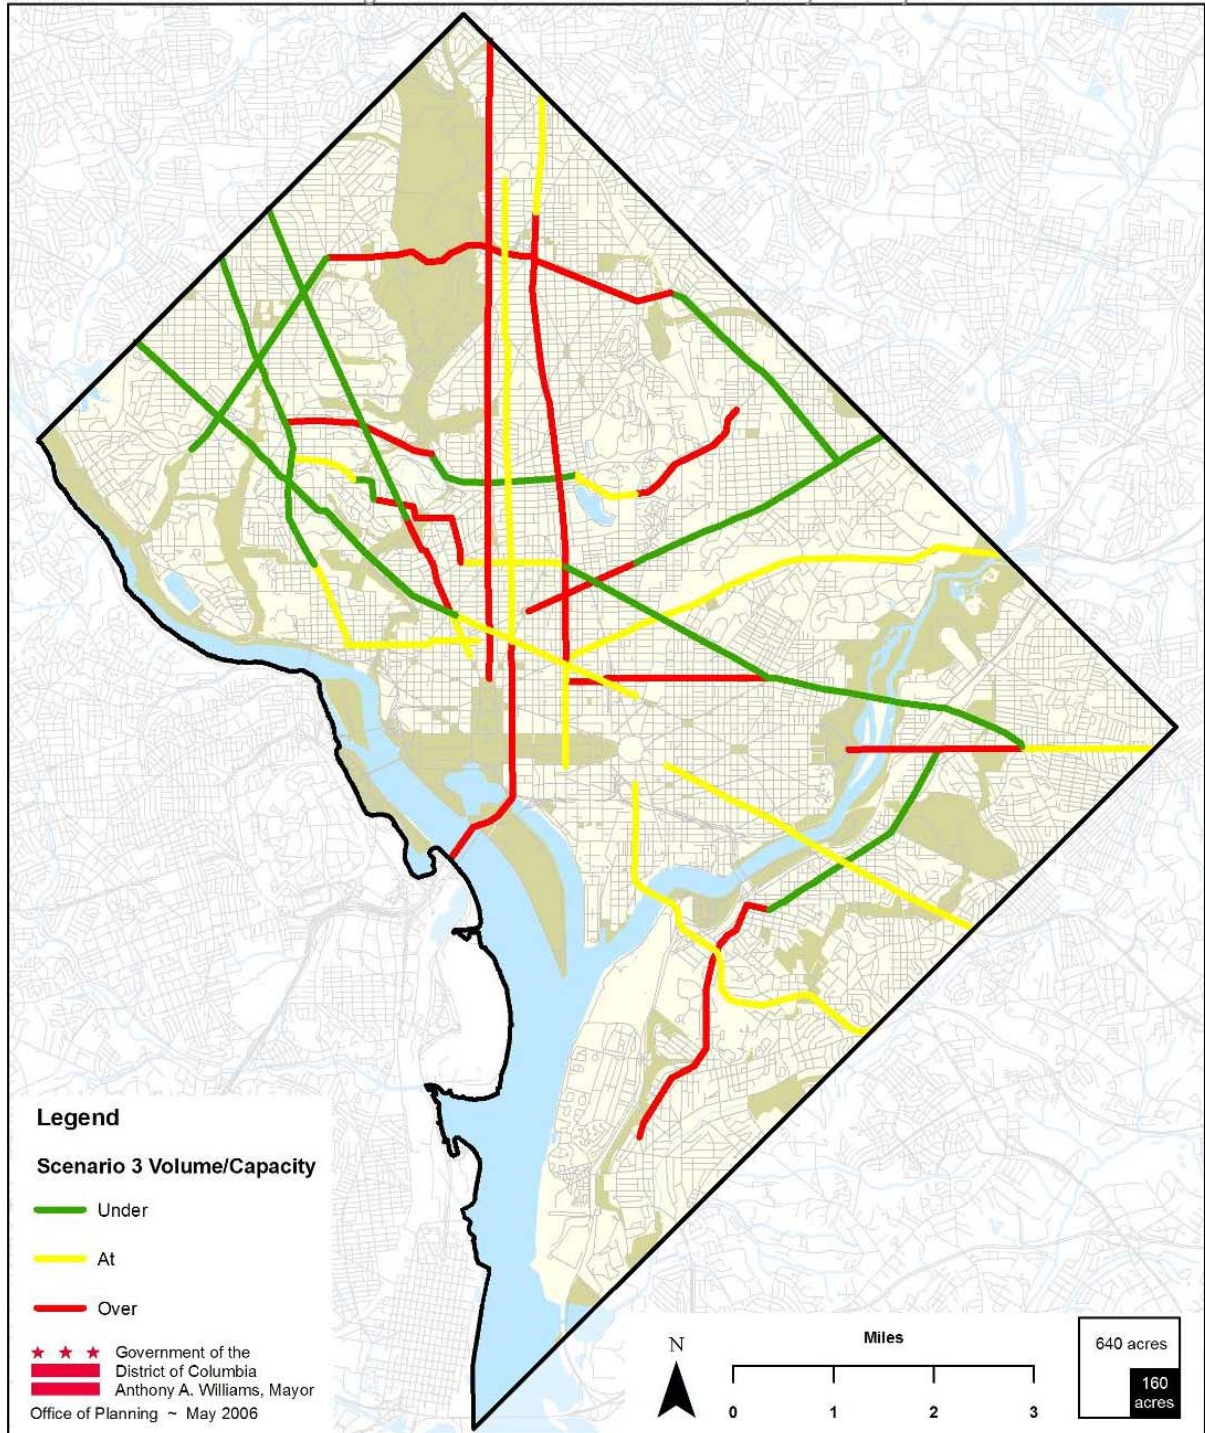 Legend
Scenario 3 Volume/Capacity
Under
At
Over
Government of the
District of Columbia
Anthony A. Williams, Mayor
Office of Planning ~ May 2006
N
Miles
0 1 2 3
640 acres
160
acres